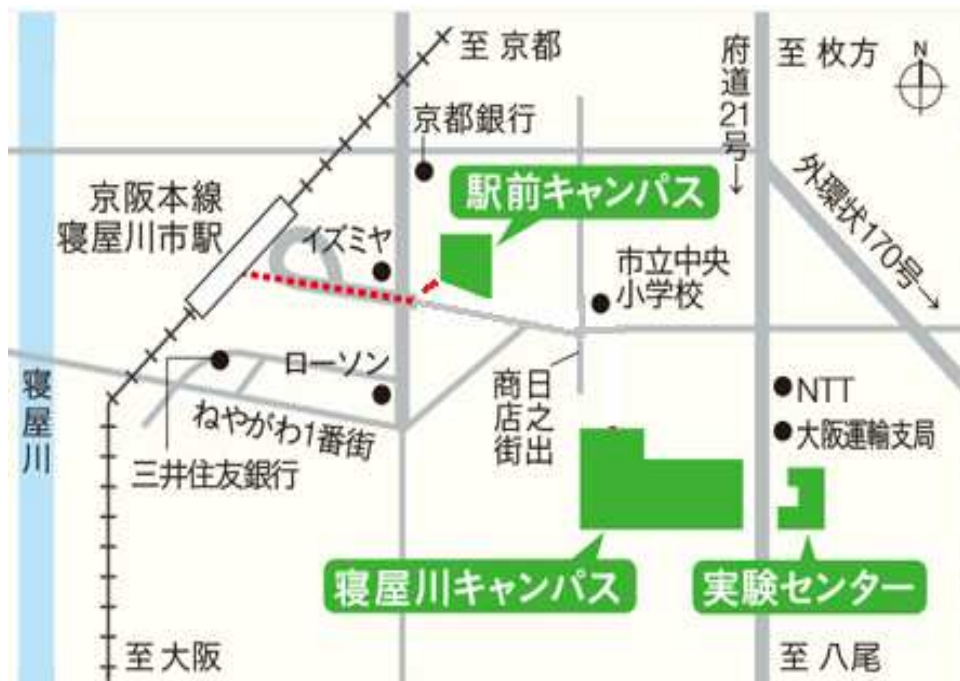 至 京都
府道21号→
至 枚方
N
京都銀行
駅前キャンパス
外環状170号→
京阪本線
寝屋川市駅
イズミヤ
市立中央
小学校
ローソン
商店街
日之出
NTT
大阪運輸支局
寝屋川
ねやがわ1番街
三井住友銀行
寝屋川キャンパス
実験センター
至 大阪
至 八尾